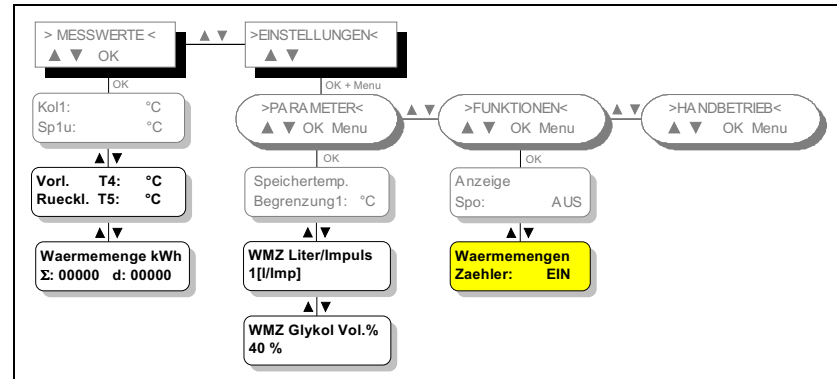 > MESSWERTE <
▲ ▼ OK
▲ ▼
>EINSTELLUNGEN<
▲ ▼
OK
OK + Menu
Kol1: °C
Sp1u: °C
>PARAMETER<
▲ ▼ OK Menu
▲ ▼
>FUNKTIONEN<
▲ ▼ OK Menu
▲ ▼
>HANDBETRIEB<
▲ ▼ OK Menu
▲ ▼
OK
OK
Vorl. T4: °C
Rueckl. T5: °C
Speichertemp.
Begrenzung1: °C
Anzeige
Spo: AUS
▲ ▼
▲ ▼
▲ ▼
Waermemenge kWh
Σ: 00000 d: 00000
WMZ Liter/Impuls
1[l/Imp]
Waermemengen
Zaehler: EIN
▲ ▼
WMZ Glykol Vol.%
40 %